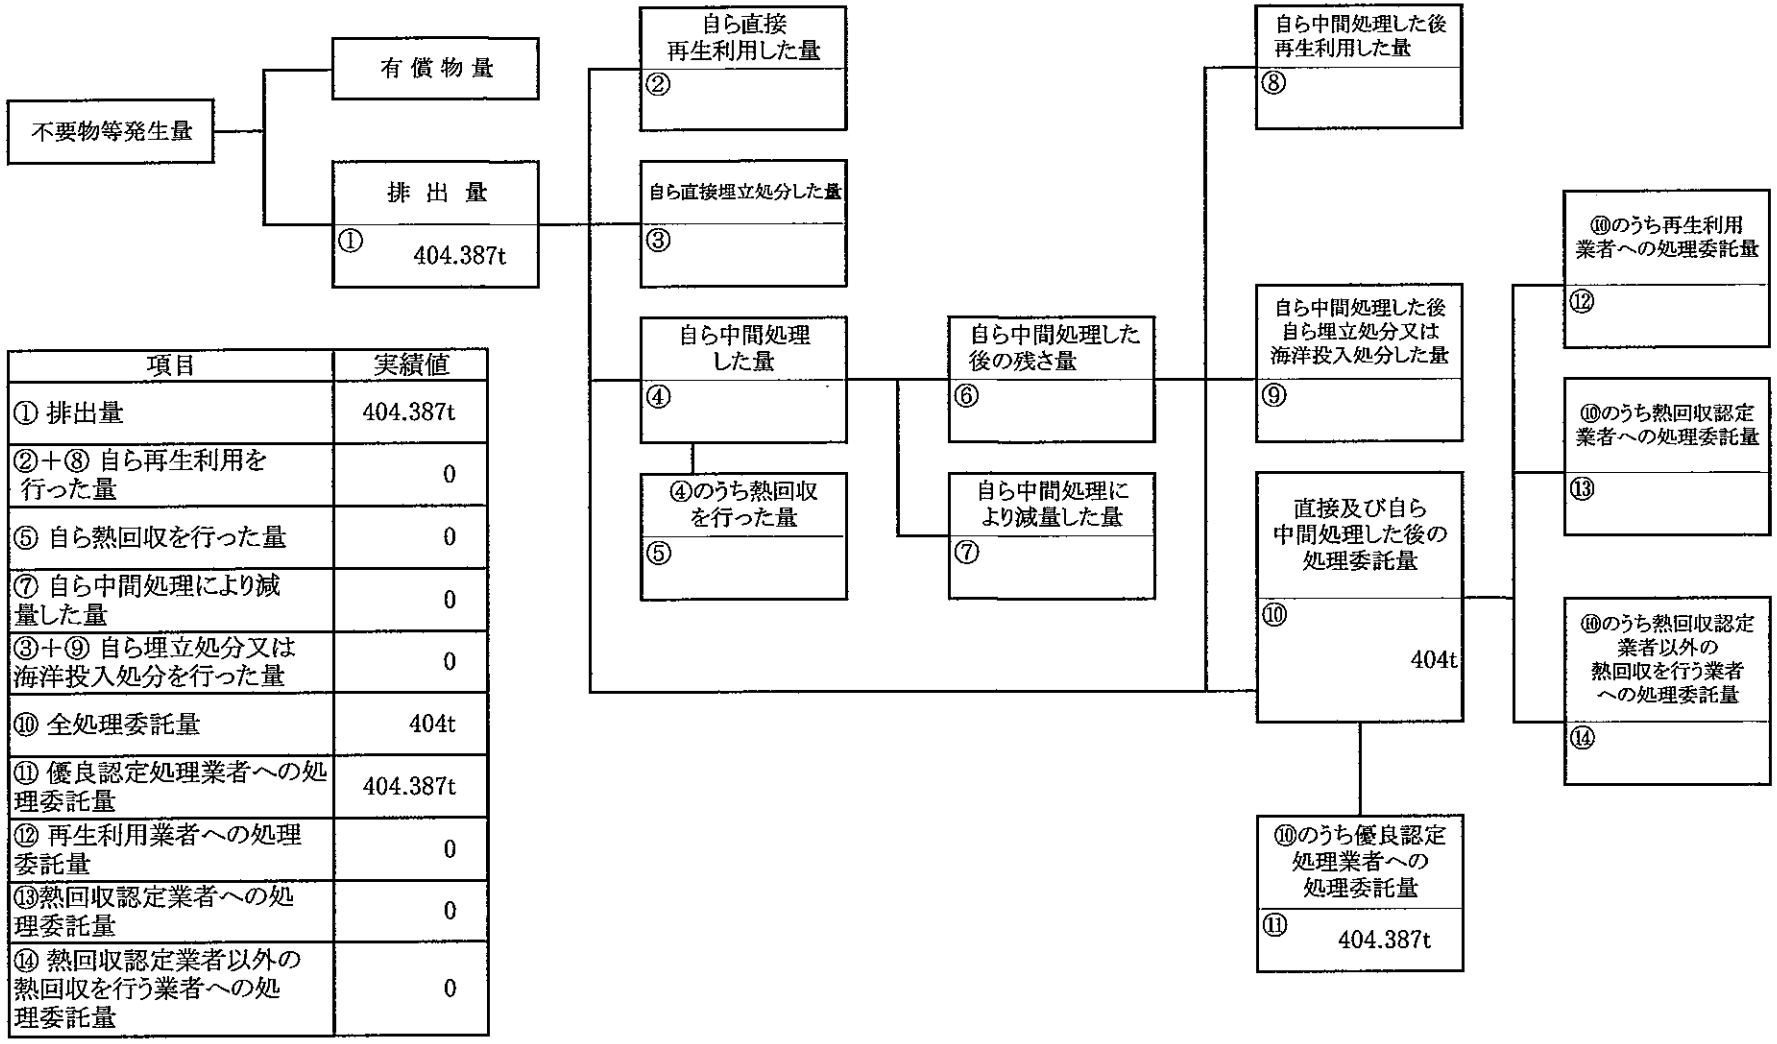 不要物等発生量
有償物量
排出量
①
404.387t
自ら直接
再生利用した量
②
自ら直接埋立処分した量
③
自ら中間処理
した量
④
④のうち熱回収
を行った量
⑤
自ら中間処理した
後の残さ量
⑥
自ら中間処理に
より減量した量
⑦
自ら中間処理した後
再生利用した量
⑧
自ら中間処理した後
自ら埋立処分又は
海洋投入処分した量
⑨
直接及び自ら
中間処理した後の
処理委託量
⑩
404t
⑩のうち優良認定
処理業者への
処理委託量
⑪
404.387t
⑩のうち再生利用
業者への処理委託量
⑫
⑩のうち熱回収認定
業者への処理委託量
⑬
⑩のうち熱回収認定
業者以外の
熱回収を行う業者
への処理委託量
⑭
項目 実績値
① 排出量 404.387t
②+⑧ 自ら再生利用を
行った量 0
⑤ 自ら熱回収を行った量 0
⑦ 自ら中間処理により減
量した量 0
③+⑨ 自ら埋立処分又は
海洋投入処分を行った量 0
⑩ 全処理委託量 404t
⑪ 優良認定処理業者への処
理委託量 404.387t
⑫ 再生利用業者への処理
委託量 0
⑬熱回収認定業者への処
理委託量 0
⑭ 熱回収認定業者以外の
熱回収を行う業者への処
理委託量 0